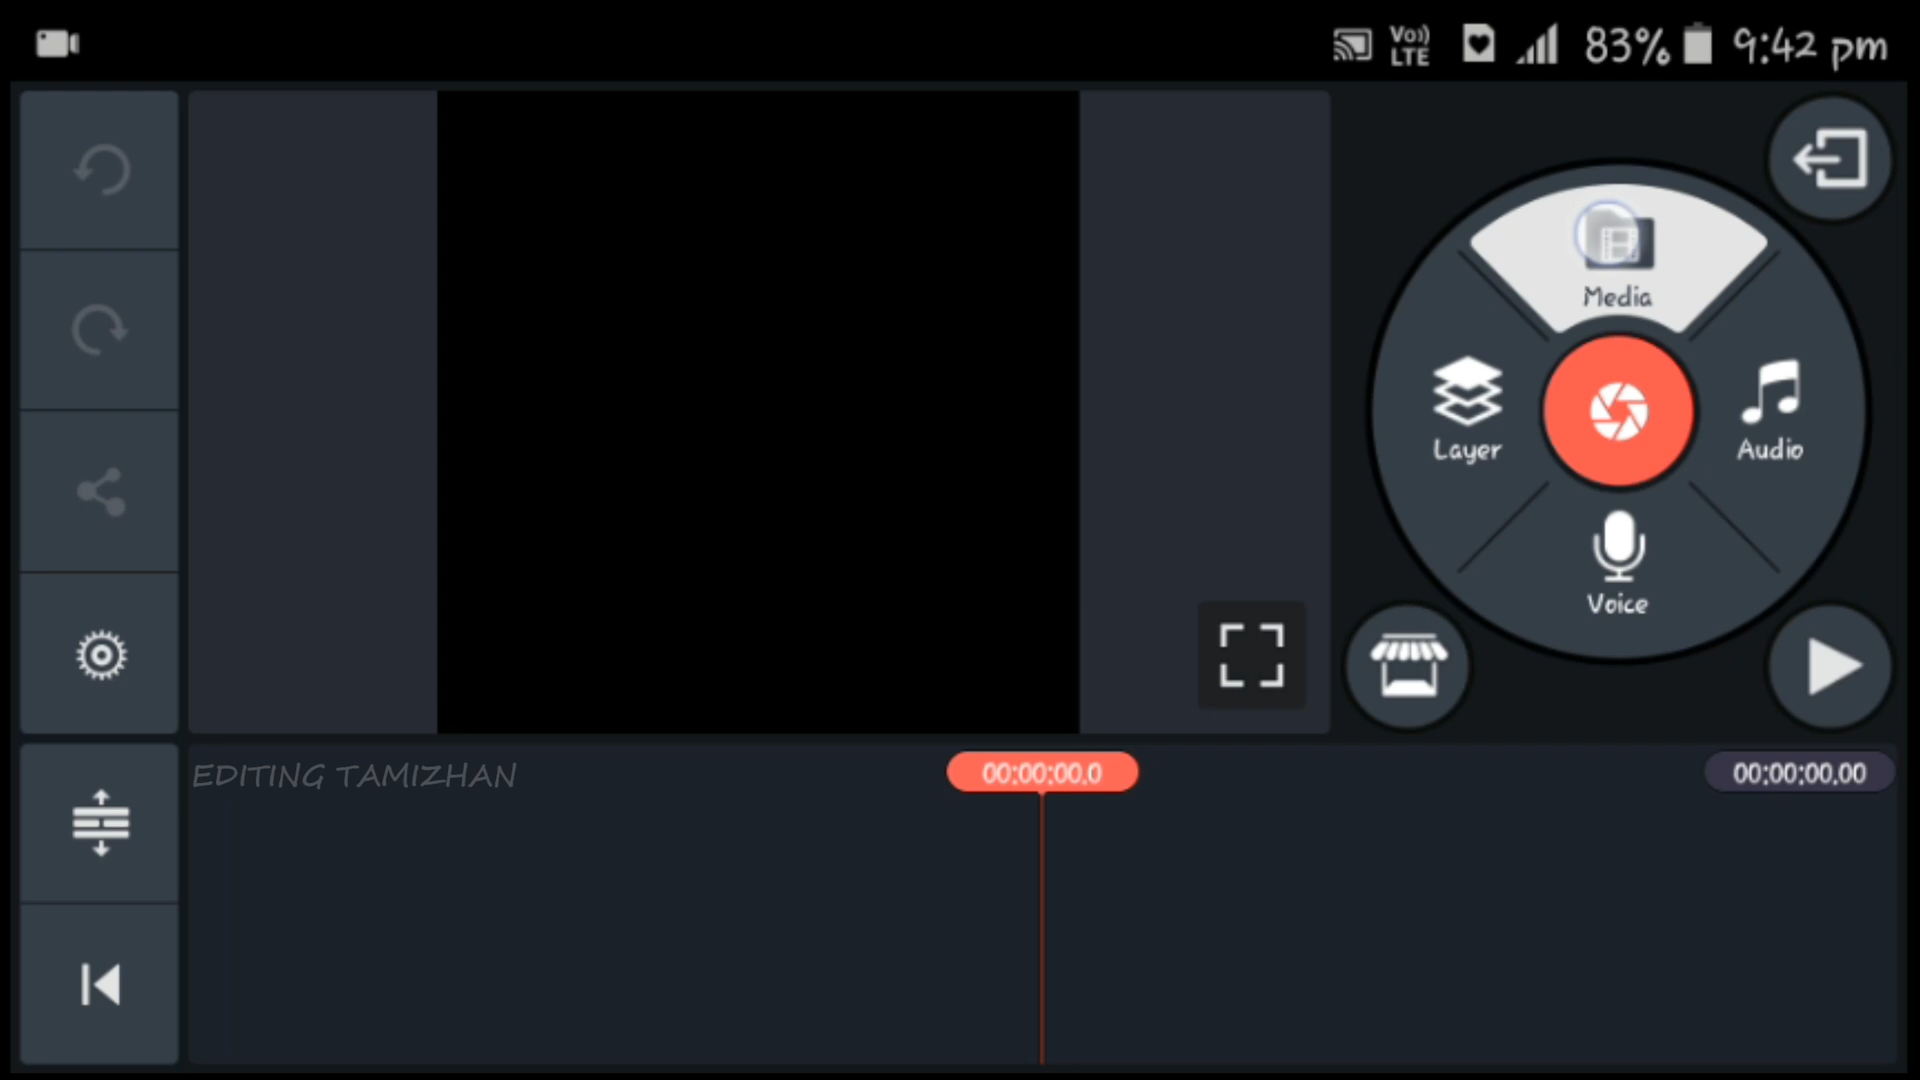 Vo)) LTE 83% 9:42 pm
Media
Layer
Audio
Voice
EDITING TAMIZHAN
00:00:00.0
00:00:00.00